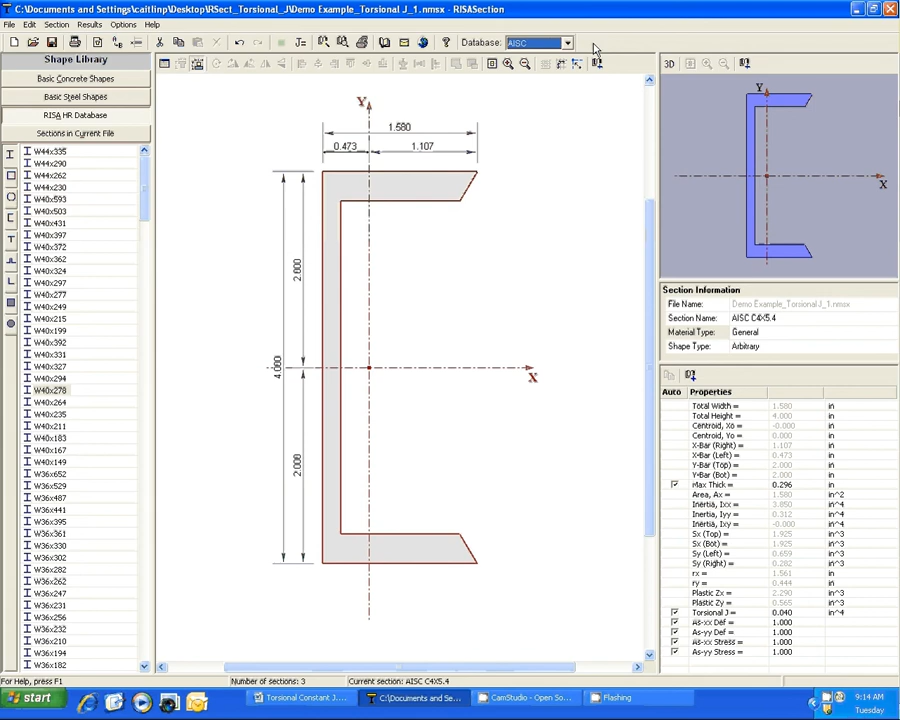 C:\Documents and Settings\caitlinp\Desktop\RSect_Torsional_J\Demo Example_Torsional J_1.nmsx - RISASection
File Edit Section Results Options Help
J= Database: AISC
Shape Library
Basic Concrete Shapes
Basic Steel Shapes
RISA HR Database
Sections in Current File
W44x335
W44x290
W44x262
W44x230
W40x593
W40x503
W40x431
W40x397
W40x372
W40x362
W40x324
W40x297
W40x277
W40x249
W40x215
W40x199
W40x392
W40x331
W40x327
W40x294
W40x278
W40x264
W40x235
W40x211
W40x183
W40x167
W40x149
W36x652
W36x529
W36x487
W36x441
W36x395
W36x361
W36x330
W36x302
W36x282
W36x262
W36x247
W36x231
W36x256
W36x232
W36x210
W36x194
W36x182
Y
1.580
0.473 1.107
2.000
4.000
X
2.000
3D
Y
X
Section Information
File Name: Demo Example_Torsional J_1.nmsx
Section Name: AISC C4X5.4
Material Type: General
Shape Type: Arbitrary
Auto Properties
Total Width = 1.580 in
Total Height = 4.000 in
Centroid, Xo = -0.000 in
Centroid, Yo = 0.000 in
X-Bar (Right) = 1.107 in
X-Bar (Left) = 0.473 in
Y-Bar (Top) = 2.000 in
Y-Bar (Bot) = 2.000 in
Max Thick = 0.296 in
Area, Ax = 1.580 in^2
Inertia, Ixx = 3.850 in^4
Inertia, Iyy = 0.312 in^4
Inertia, Ixy = -0.000 in^4
Sx (Top) = 1.925 in^3
Sx (Bot) = 1.925 in^3
Sy (Left) = 0.659 in^3
Sy (Right) = 0.282 in^3
rx = 1.561 in
ry = 0.444 in
Plastic Zx = 2.290 in^3
Plastic Zy = 0.565 in^3
Torsional J = 0.040 in^4
As-xx Def = 1.000
As-yy Def = 1.000
As-xx Stress = 1.000
As-yy Stress = 1.000
For Help, press F1 Number of sections: 3 Current section: AISC C4X5.4
start Torsional Constant J.... C:\Documents and Se... CamStudio - Open So... Flashing 9:14 AM
Tuesday